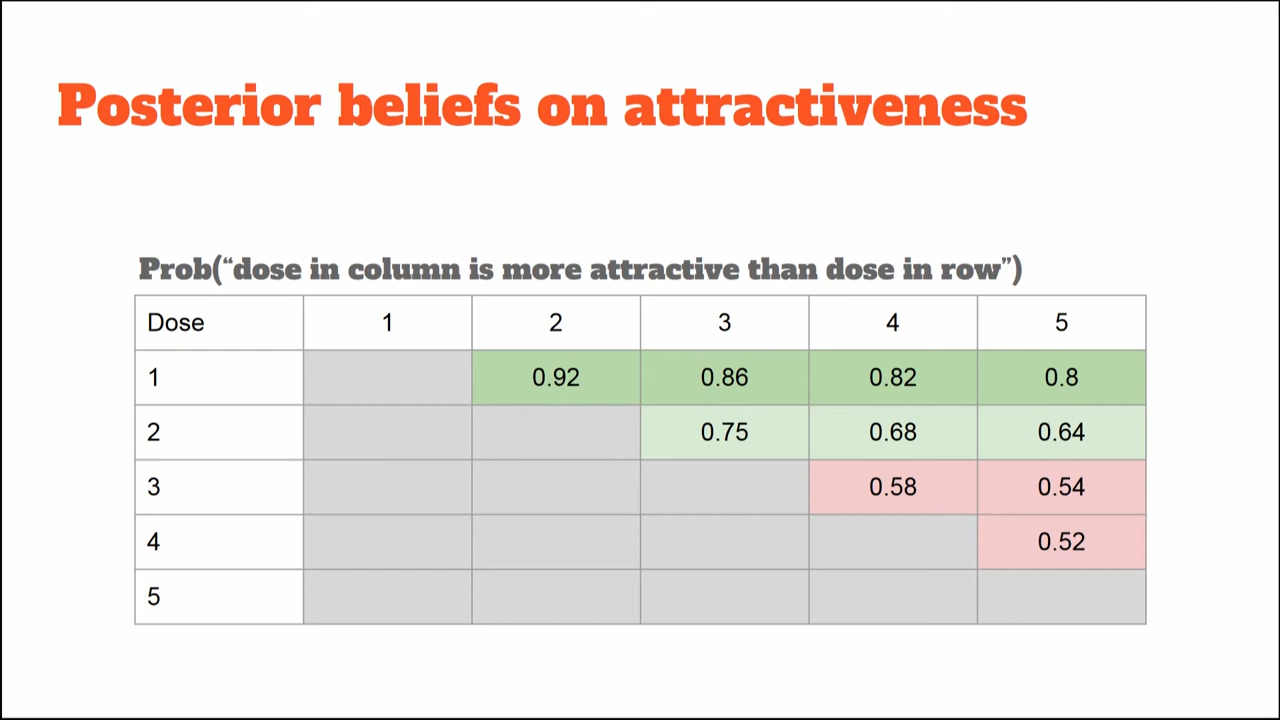 Posterior beliefs on attractiveness
Prob(“dose in column is more attractive than dose in row”)
Dose 1 2 3 4 5
1 0.92 0.86 0.82 0.8
2 0.75 0.68 0.64
3 0.58 0.54
4 0.52
5